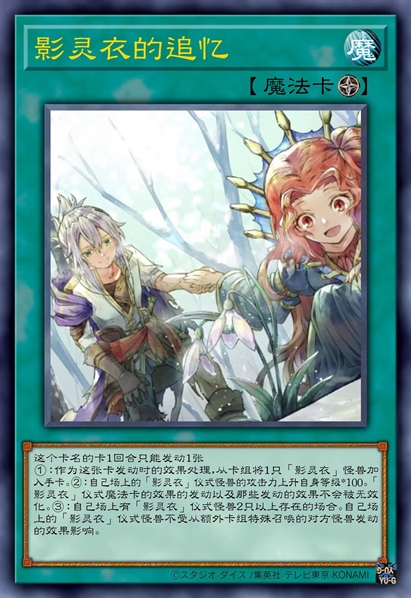 影灵衣的追忆
魔
【魔法卡】
这个卡名的卡1回合只能发动1张
①:作为这张卡发动时的效果处理,从卡组将1只「影灵衣」怪兽加
入手卡。②:自己场上的「影灵衣」仪式怪兽的攻击力上升自身等级*100。「
影灵衣」仪式魔法卡的效果的发动以及那些发动的效果不会被无效
化。③:自己场上有「影灵衣」仪式怪兽2只以上存在的场合。自己场
上的「影灵衣」仪式怪兽不受从额外卡组特殊召唤的对方怪兽发动
的效果影响。
©スタジオ·ダイス /集英社·テレビ東京·KONAMI